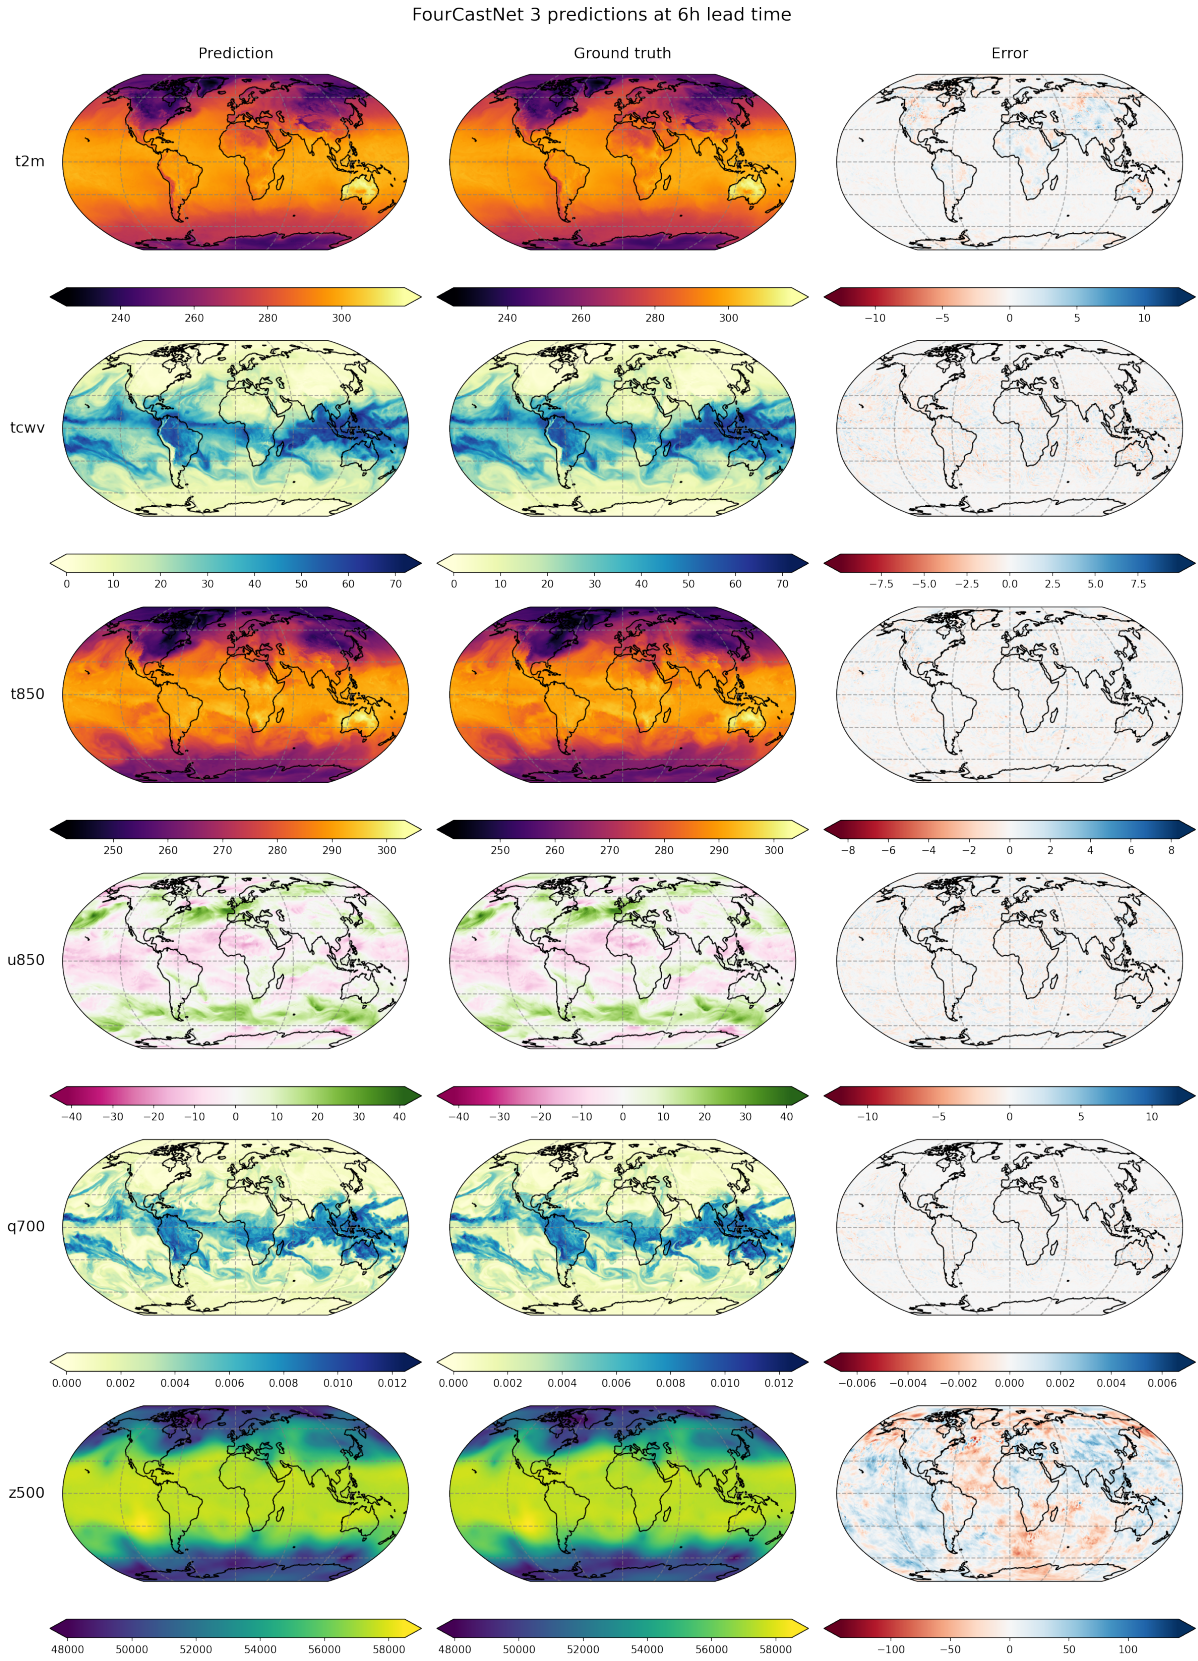 FourCastNet 3 predictions at 6h lead time
Prediction Ground truth Error
t2m
240 260 280 300 240 260 280 300 −10 −5 0 5 10
tcwv
0 10 20 30 40 50 60 70 0 10 20 30 40 50 60 70 −7.5 −5.0 −2.5 0.0 2.5 5.0 7.5
t850
250 260 270 280 290 300 250 260 270 280 290 300 −8 −6 −4 −2 0 2 4 6 8
u850
−40 −30 −20 −10 0 10 20 30 40 −40 −30 −20 −10 0 10 20 30 40 −10 −5 0 5 10
q700
0.000 0.002 0.004 0.006 0.008 0.010 0.012 0.000 0.002 0.004 0.006 0.008 0.010 0.012 −0.006 −0.004 −0.002 0.000 0.002 0.004 0.006
z500
48000 50000 52000 54000 56000 58000 48000 50000 52000 54000 56000 58000 −100 −50 0 50 100